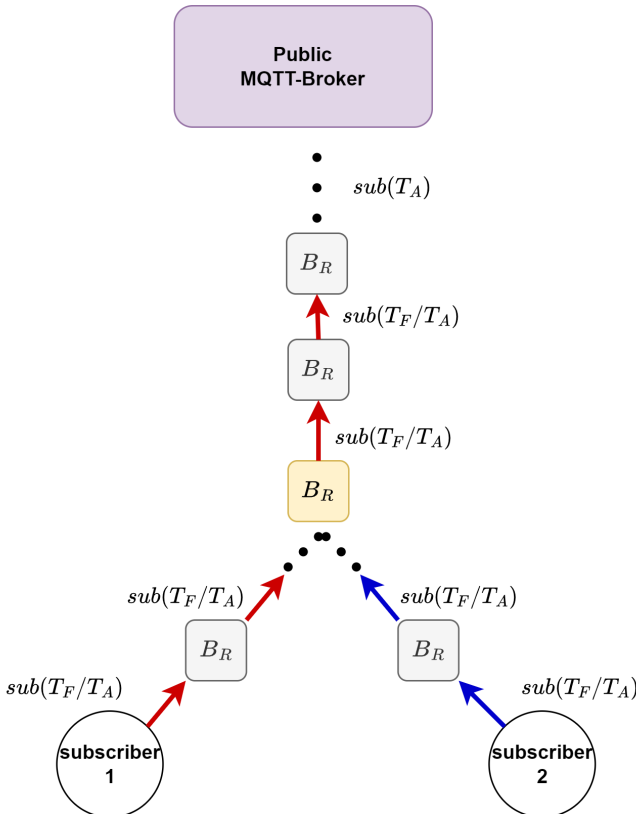 Public
MQTT-Broker
sub(T_A)
B_R
sub(T_F/T_A)
B_R
sub(T_F/T_A)
B_R
sub(T_F/T_A)
sub(T_F/T_A)
B_R
B_R
sub(T_F/T_A)
sub(T_F/T_A)
subscriber
1
subscriber
2